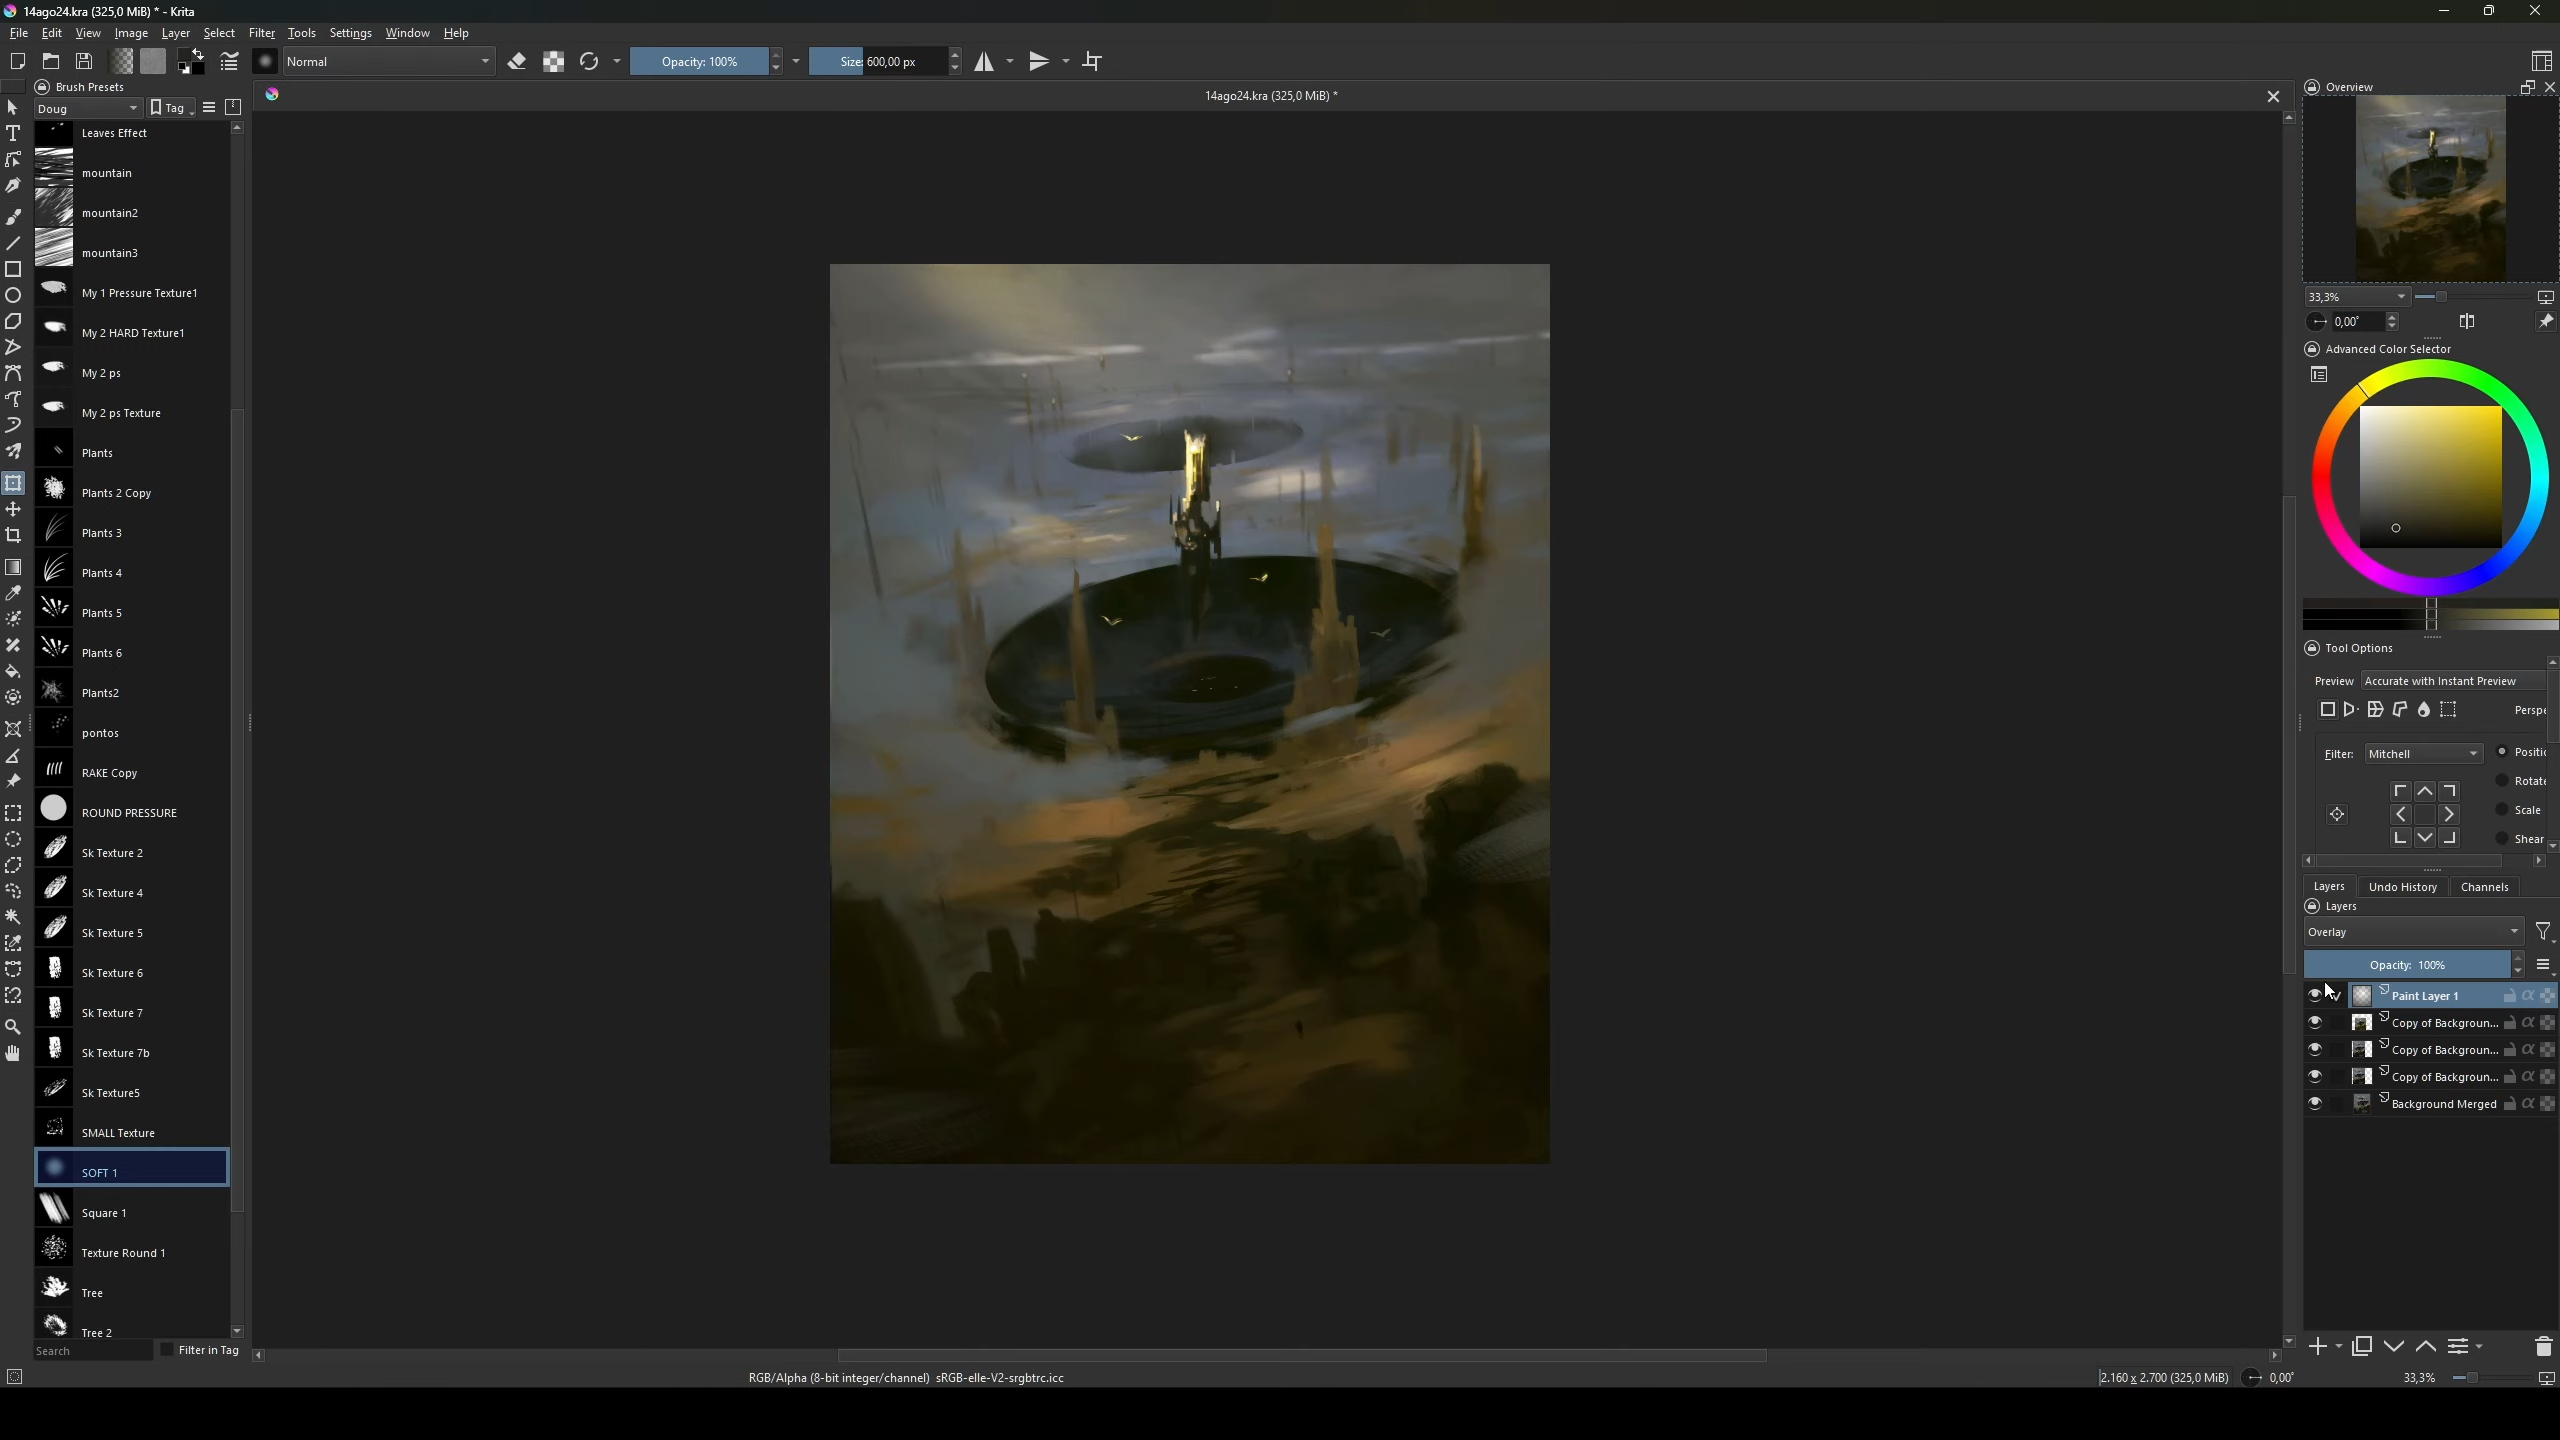 14ago24.kra (325,0 MiB) * - Krita
File Edit View Image Layer Select Filter Tools Settings Window Help
Normal
Opacity: 100%
Size: 600,00 px
Brush Presets
Doug
Tag
14ago24.kra (325,0 MiB) *
Leaves Effect
mountain
mountain2
mountain3
My 1 Pressure Texture1
My 2 HARD Texture1
My 2 ps
My 2 ps Texture
Plants
Plants 2 Copy
Plants 3
Plants 4
Plants 5
Plants 6
Plants2
pontos
RAKE Copy
ROUND PRESSURE
Sk Texture 2
Sk Texture 4
Sk Texture 5
Sk Texture 6
Sk Texture 7
Sk Texture 7b
Sk Texture5
SMALL Texture
SOFT 1
Square 1
Texture Round 1
Tree
Tree 2
Search
Filter in Tag
Overview
33,3%
0,00°
Advanced Color Selector
Tool Options
Preview Accurate with Instant Preview
Perspe
Filter: Mitchell
Positic
Rotate
Scale
Shear
Layers Undo History Channels
Layers
Overlay
Opacity: 100%
Paint Layer 1
Copy of Backgroun...
Copy of Backgroun...
Copy of Backgroun...
Background Merged
RGB/Alpha (8-bit integer/channel) sRGB-elle-V2-srgbtrc.icc
2.160 x 2.700 (325,0 MiB)
0,00°
33,3%